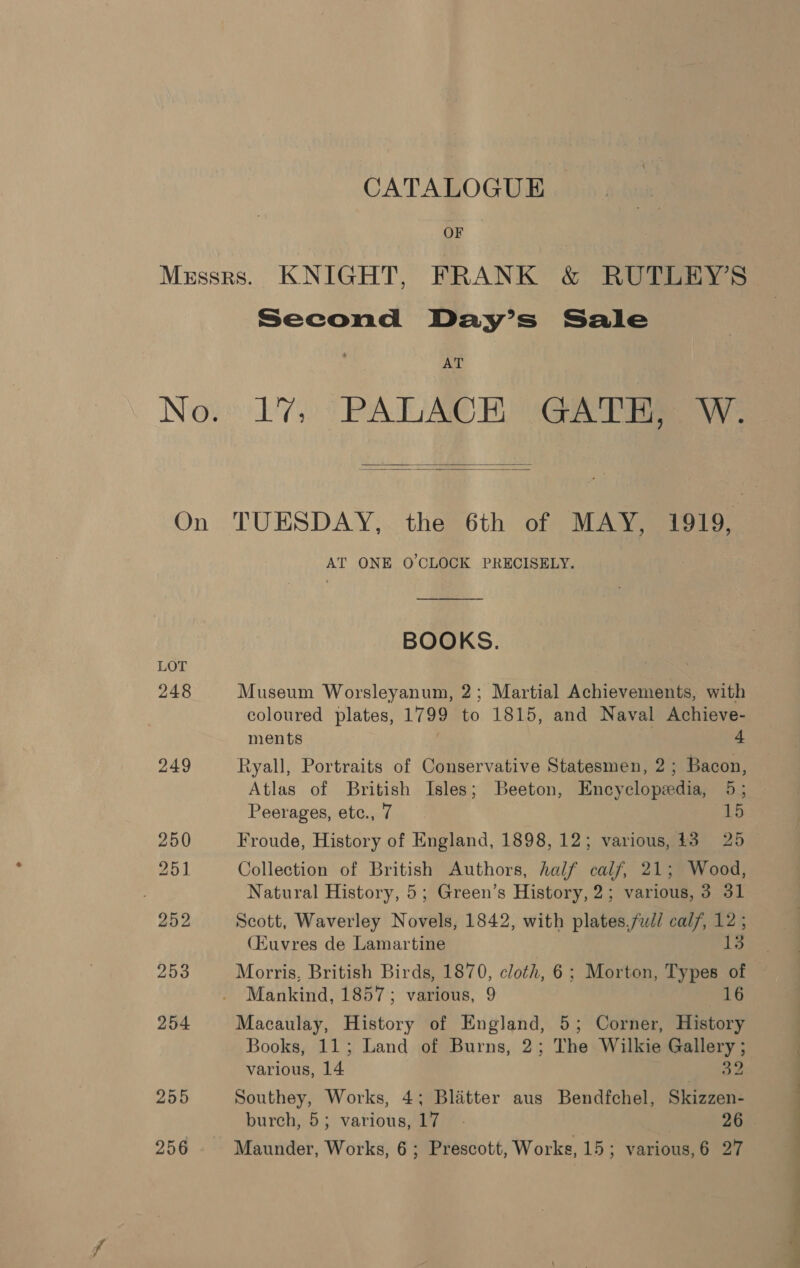 CATALOGUE
OF
Messrs. KNIGHT, FRANK & RUTLEY'S
Second Day's Sale
AT
No. 17, PALACE GATE, W.
On TUESDAY, the 6th of MAY, 1919,
AT ONE O'CLOCK PRECISELY.
BOOKS.
LOT
248 Museum Worsleyanum, 2; Martial Achievements, with
coloured plates, 1799 to 1815, and Naval Achieve-
ments 4
249 Ryall, Portraits of Conservative Statesmen, 2; Bacon,
Atlas of British Isles; Beeton, Encyclopædia, 5;
Peerages, etc., 7 15
250 Froude, History of England, 1898, 12; various, 13 25
251 Collection of British Authors, half calf, 21; Wood,
Natural History, 5; Green's History, 2; various, 3 31
252 Scott, Waverley Novels, 1842, with plates, full calf, 12;
Œuvres de Lamartine 13
253 Morris, British Birds, 1870, cloth, 6; Morton, Types of
Mankind, 1857; various, 9 16
254 Macaulay, History of England, 5; Corner, History
Books, 11; Land of Burns, 2; The Wilkie Gallery;
various, 14 32
255 Southey, Works, 4; Blätter aus Bendfchel, Skizzen-
burch, 5; various, 17 26
256 Maunder, Works, 6; Prescott, Works, 15; various, 6 27